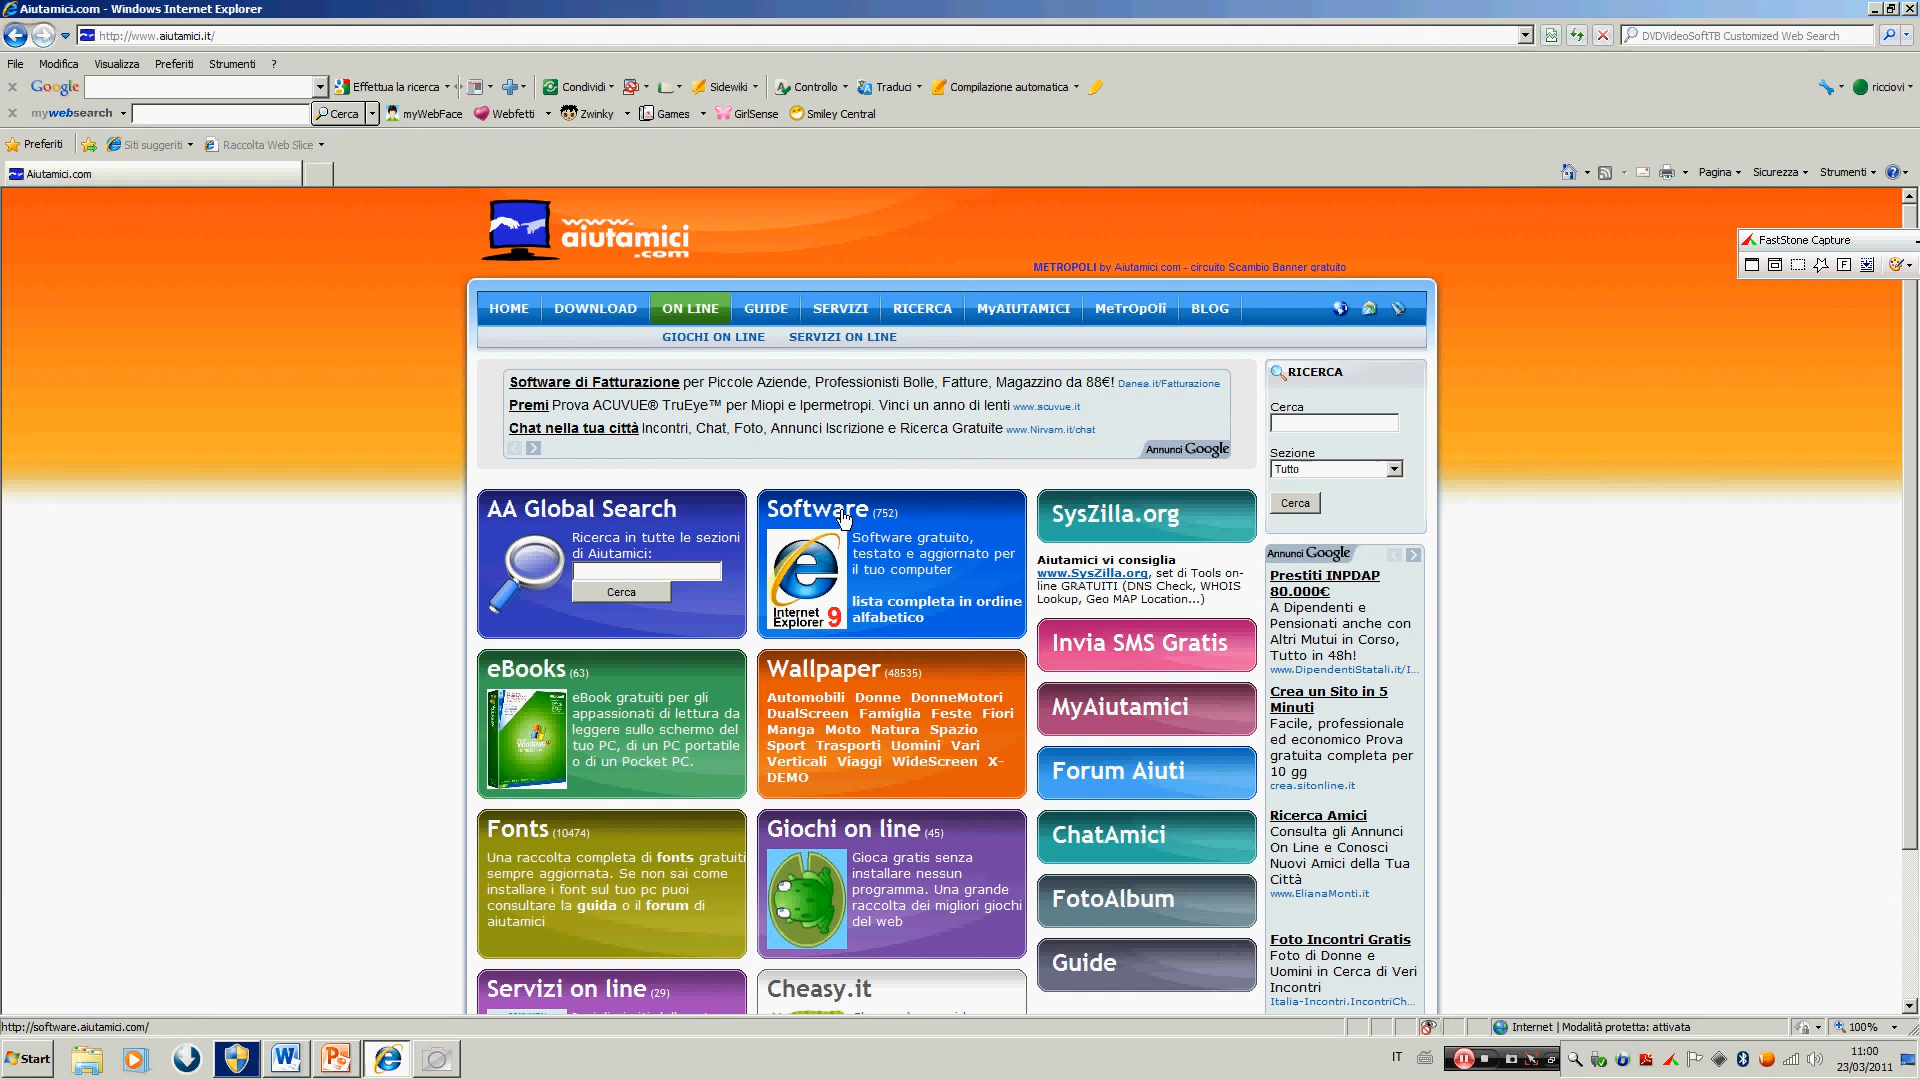 Aiutamici.com - Windows Internet Explorer
http://www.aiutamici.it/
DVDVideoSoftTB Customized Web Search
File Modifica Visualizza Preferiti Strumenti ?
x Google Effettua la ricerca Condividi Sidewiki Controllo Traduci Compilazione automatica ricciovi
x mywebsearch Cerca myWebFace Webfetti Zwinky Games GirlSense Smiley Central
Preferiti Siti suggeriti Raccolta Web Slice
Aiutamici.com
Pagina Sicurezza Strumenti
www.
aiutamici
.com
METROPOLI by Aiutamici.com - circuito Scambio Banner gratuito
FastStone Capture
HOME DOWNLOAD ON LINE GUIDE SERVIZI RICERCA MyAIUTAMICI MeTrOpOli BLOG
GIOCHI ON LINE SERVIZI ON LINE
Software di Fatturazione per Piccole Aziende, Professionisti Bolle, Fatture, Magazzino da 88€! Danea.it/Fatturazione
Premi Prova ACUVUE® TruEye™ per Miopi e Ipermetropi. Vinci un anno di lenti www.acuvue.it
Chat nella tua città Incontri, Chat, Foto, Annunci Iscrizione e Ricerca Gratuite www.Nirvam.it/chat
Annunci Google
RICERCA
Cerca
Sezione
Tutto
Cerca
AA Global Search
Ricerca in tutte le sezioni
di Aiutamici:
Cerca
Software (752)
Software gratuito,
testato e aggiornato per
il tuo computer
lista completa in ordine
alfabetico
Internet
Explorer 9
SysZilla.org
Aiutamici vi consiglia
www.SysZilla.org, set di Tools on-
line GRATUITI (DNS Check, WHOIS
Lookup, Geo MAP Location...)
Invia SMS Gratis
MyAiutamici
Forum Aiuti
ChatAmici
FotoAlbum
Guide
eBooks (63)
eBook gratuiti per gli
appassionati di lettura da
leggere sullo schermo del
tuo PC, di un PC portatile
o di un Pocket PC.
Wallpaper (48535)
Automobili Donne DonneMotori
DualScreen Famiglia Feste Fiori
Manga Moto Natura Spazio
Sport Trasporti Uomini Vari
Verticali Viaggi WideScreen X-
DEMO
Fonts (10474)
Una raccolta completa di fonts gratuiti
sempre aggiornata. Se non sai come
installare i font sul tuo pc puoi
consultare la guida o il forum di
aiutamici
Giochi on line (45)
Gioca gratis senza
installare nessun
programma. Una grande
raccolta dei migliori giochi
del web
Servizi on line (29)
Cheasy.it
Annunci Google
Prestiti INPDAP
80.000€
A Dipendenti e
Pensionati anche con
Altri Mutui in Corso,
Tutto in 48h!
www.DipendentiStatali.it/I...
Crea un Sito in 5
Minuti
Facile, professionale
ed economico Prova
gratuita completa per
10 gg
crea.sitonline.it
Ricerca Amici
Consulta gli Annunci
On Line e Conosci
Nuovi Amici della Tua
Città
www.ElianaMonti.it
Foto Incontri Gratis
Foto di Donne e
Uomini in Cerca di Veri
Incontri
Italia-Incontri.IncontriCh...
http://software.aiutamici.com/
Internet | Modalità protetta: attivata
100%
Start
IT
11:00
23/03/2011